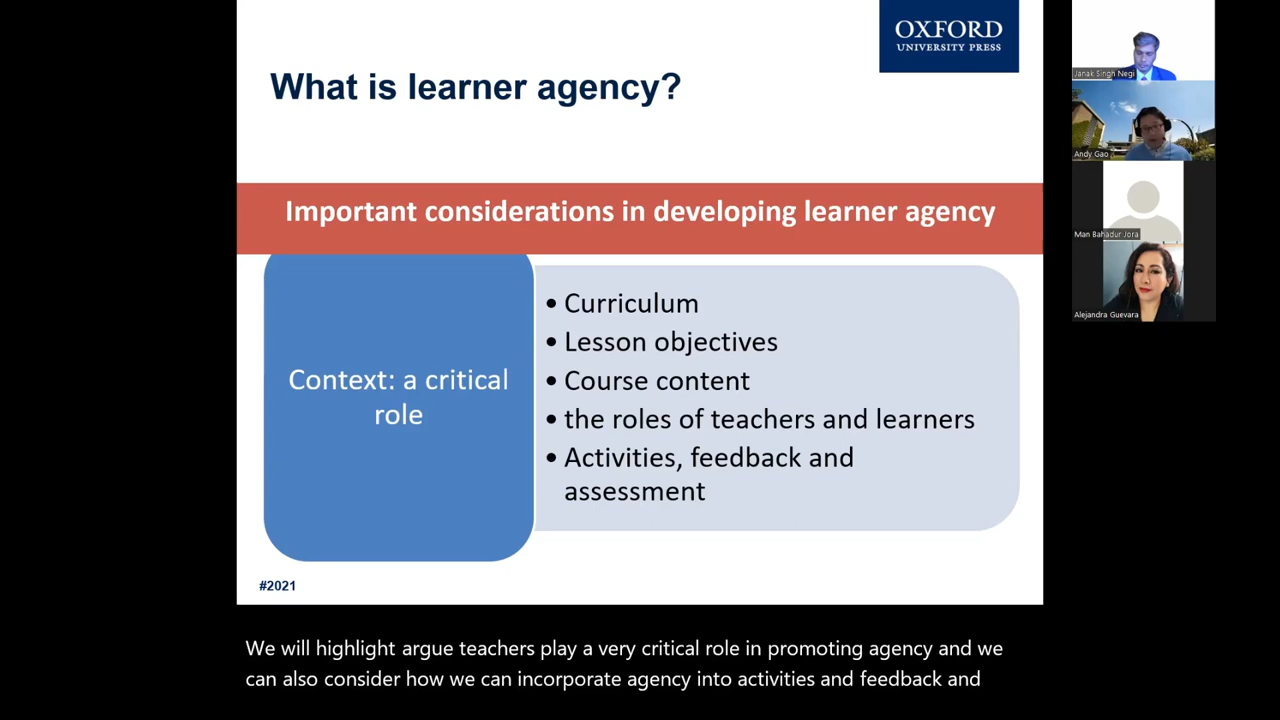 OXFORD
UNIVERSITY PRESS
What is learner agency?
Important considerations in developing learner agency
Context: a critical
role
• Curriculum
• Lesson objectives
• Course content
• the roles of teachers and learners
• Activities, feedback and
assessment
#2021
Janak Singh Negi
Andy Gao
Man Bahadur Jora
Alejandra Guevara
We will highlight argue teachers play a very critical role in promoting agency and we
can also consider how we can incorporate agency into activities and feedback and